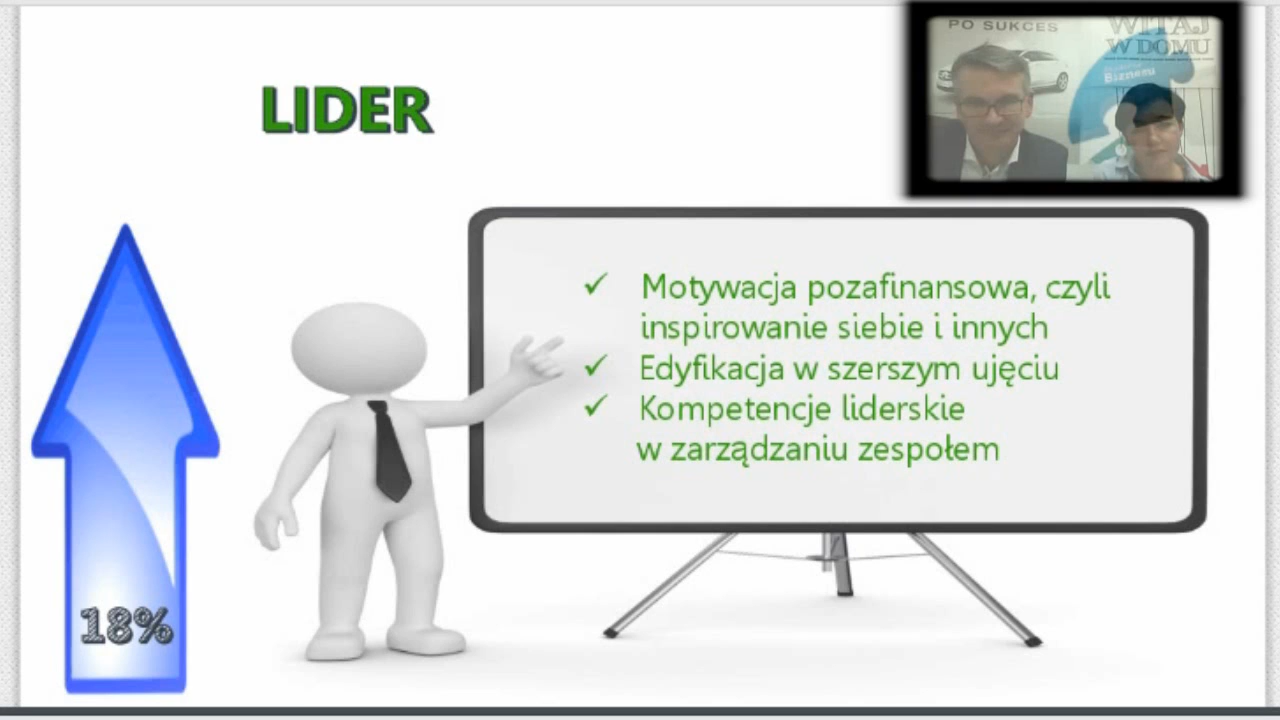 PO SUKCES
WITAJ
W DOMU
Biznesu
LIDER
✓ Motywacja pozafinansowa, czyli
inspirowanie siebie i innych
✓ Edyfikacja w szerszym ujęciu
✓ Kompetencje liderskie
w zarządzaniu zespołem
18%